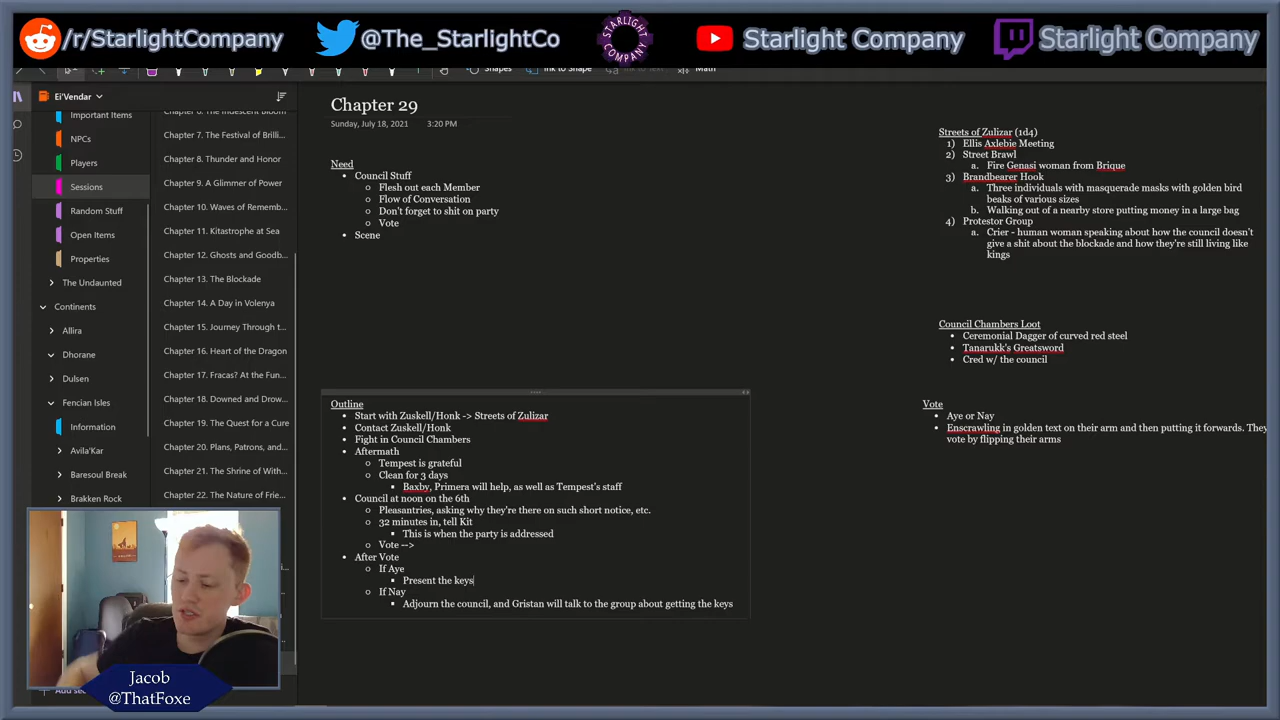 /r/StarlightCompany
@The_StarlightCo
STARLIGHT COMPANY
Starlight Company
Starlight Company
Shapes
Ink to Shape
Math
Ei'Vendar
Important Items
NPCs
Players
Sessions
Random Stuff
Open Items
Properties
The Undaunted
Continents
Allira
Dhorane
Dulsen
Fencian Isles
Information
Avila'Kar
Baresoul Break
Brakken Rock
Chapter 7. The Festival of Brilli...
Chapter 8. Thunder and Honor
Chapter 9. A Glimmer of Power
Chapter 10. Waves of Rememb...
Chapter 11. Kitastrophe at Sea
Chapter 12. Ghosts and Goodb...
Chapter 13. The Blockade
Chapter 14. A Day in Volenya
Chapter 15. Journey Through t...
Chapter 16. Heart of the Dragon
Chapter 17. Fracas? At the Fun...
Chapter 18. Downed and Drow...
Chapter 19. The Quest for a Cure
Chapter 20. Plans, Patrons, and...
Chapter 21. The Shrine of With...
Chapter 22. The Nature of Frie...
Chapter 29
Sunday, July 18, 2021 3:20 PM
Need
Council Stuff
Flesh out each Member
Flow of Conversation
Don't forget to shit on party
Vote
Scene
Outline
Start with Zuskell/Honk -> Streets of Zulizar
Contact Zuskell/Honk
Fight in Council Chambers
Aftermath
Tempest is grateful
Clean for 3 days
Baxby, Primera will help, as well as Tempest's staff
Council at noon on the 6th
Pleasantries, asking why they're there on such short notice, etc.
32 minutes in, tell Kit
This is when the party is addressed
Vote -->
After Vote
If Aye
Present the keys
If Nay
Adjourn the council, and Gristan will talk to the group about getting the keys
Streets of Zulizar (1d4)
1) Ellis Axlebie Meeting
2) Street Brawl
a. Fire Genasi woman from Brique
3) Brandbearer Hook
a. Three individuals with masquerade masks with golden bird
beaks of various sizes
b. Walking out of a nearby store putting money in a large bag
4) Protestor Group
a. Crier - human woman speaking about how the council doesn't
give a shit about the blockade and how they're still living like
kings
Council Chambers Loot
Ceremonial Dagger of curved red steel
Tanarukk's Greatsword
Cred w/ the council
Vote
Aye or Nay
Enscrawling in golden text on their arm and then putting it forwards. They
vote by flipping their arms
Jacob
@ThatFoxe